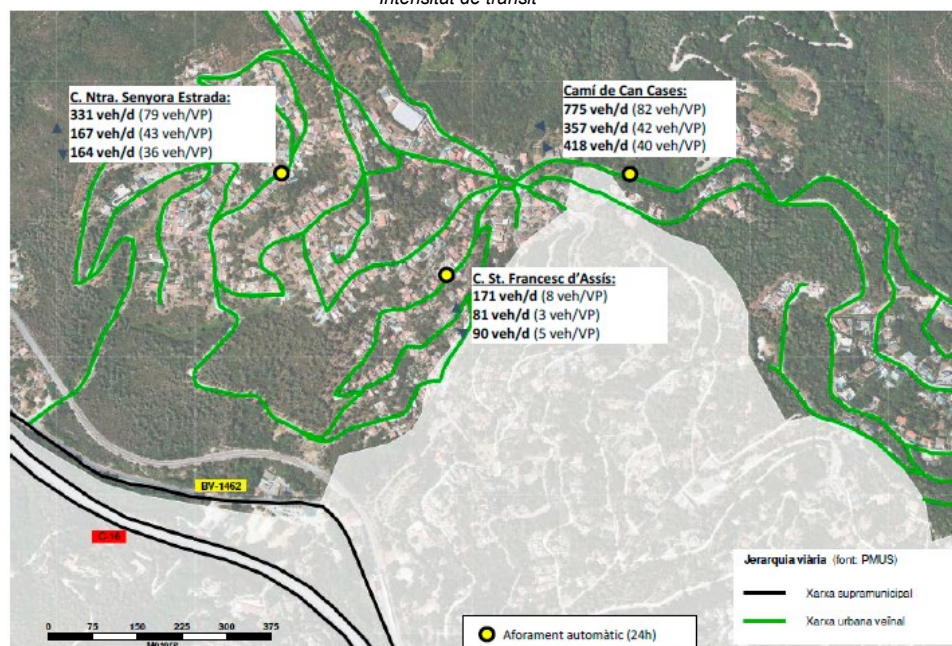 Intensitat de trànsit
C. Ntra. Senyora Estrada:
331 veh/d (79 veh/VP)
167 veh/d (43 veh/VP)
164 veh/d (36 veh/VP)
Camí de Can Cases:
775 veh/d (82 veh/VP)
357 veh/d (42 veh/VP)
418 veh/d (40 veh/VP)
C. St. Francesc d'Assís:
171 veh/d (8 veh/VP)
81 veh/d (3 veh/VP)
90 veh/d (5 veh/VP)
BV-1462
C-16
Jerarquia viària (font: PMUS)
Xarxa supramunicipal
Xarxa urbana veïnal
0 75 150 225 300 375
Aforament automàtic (24h)